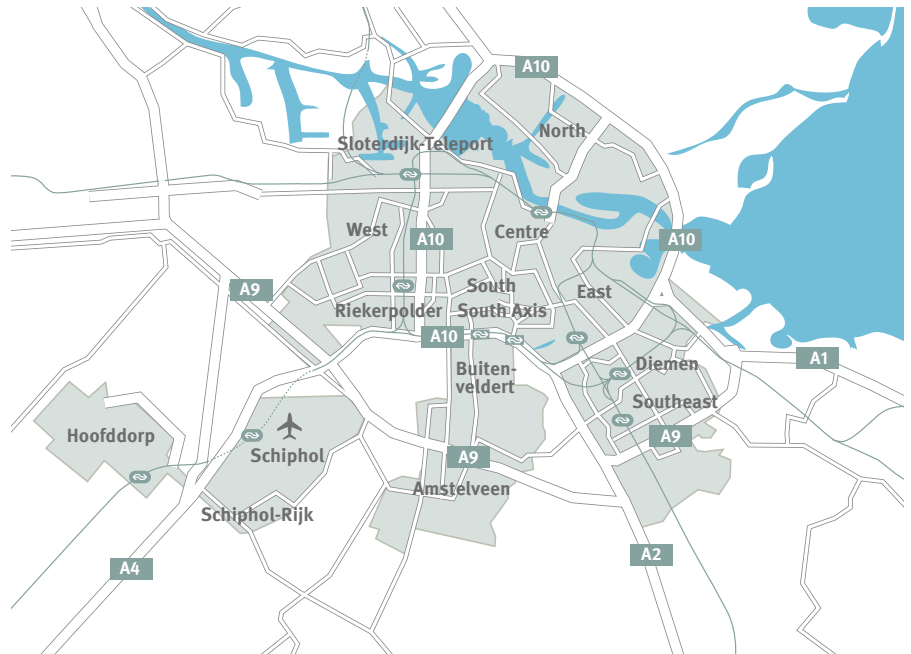 A10
North
Sloterdijk-Teleport
West
A10
Centre
A10
A9
South
East
Riekerpolder
South Axis
A10
A1
Buiten-
veldert
Diemen
Southeast
Hoofddorp
A9
Schiphol
A9
Amstelveen
Schiphol-Rijk
A2
A4